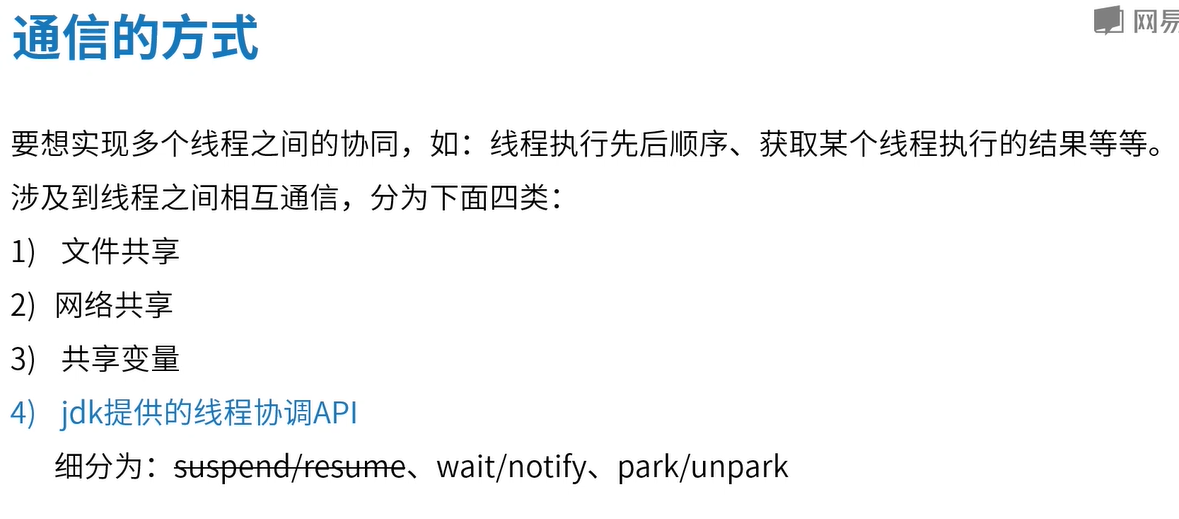 通信的方式
网易
要想实现多个线程之间的协同，如：线程执行先后顺序、获取某个线程执行的结果等等。
涉及到线程之间相互通信，分为下面四类：
1) 文件共享
2) 网络共享
3) 共享变量
4) jdk提供的线程协调API
细分为：suspend/resume、wait/notify、park/unpark